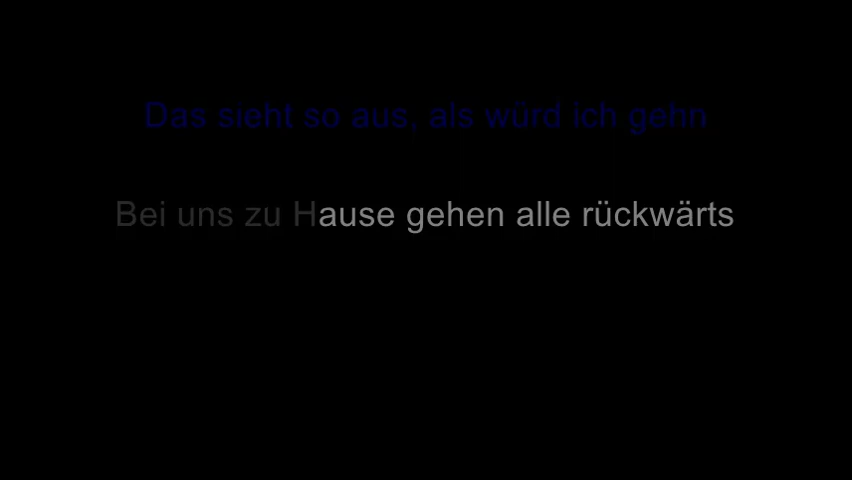 Das sieht so aus, als würd ich gehn
Bei uns zu Hause gehen alle rückwärts